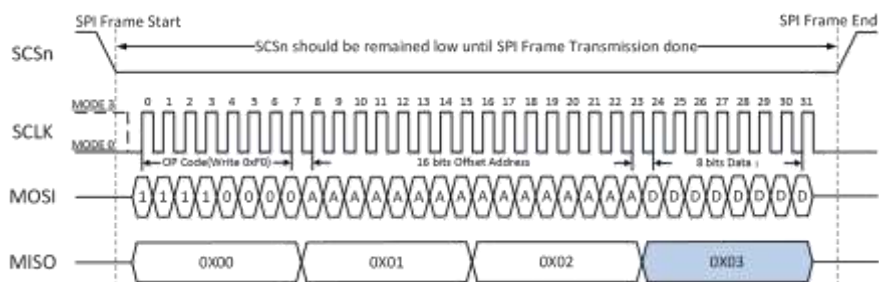 SPI Frame Start SPI Frame End
SCSn SCSn should be remained low until SPI Frame Transmission done
MODE 3 0 1 2 3 4 5 6 7 8 9 10 11 12 13 14 15 16 17 18 19 20 21 22 23 24 25 26 27 28 29 30 31
SCLK
MODE 0 OP Code(Write 0xF0) 16 bits Offset Address 8 bits Data
MOSI 1 1 1 1 0 0 0 0 A A A A A A A A A A A A A A A A D D D D D D D D
MISO 0X00 0X01 0X02 0X03